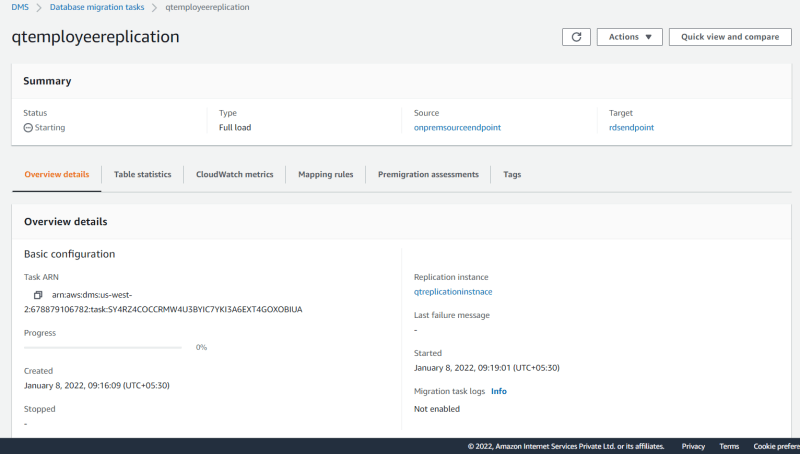 DMS > Database migration tasks > qtemployeereplication
qtemployeereplication
Actions ▼ Quick view and compare
Summary
Status Type Source Target
Starting Full load onpremsourceendpoint rdsendpoint
Overview details Table statistics CloudWatch metrics Mapping rules Premigration assessments Tags
Overview details
Basic configuration
Task ARN
arn:aws:dms:us-west-
2:678879106782:task:SY4RZ4COCCRMW4U3BYIC7YKI3A6EXT4GOXOBIUA
Progress
0%
Created
January 8, 2022, 09:16:09 (UTC+05:30)
Stopped
-
Replication instance
qtreplicationinstnace
Last failure message
-
Started
January 8, 2022, 09:19:01 (UTC+05:30)
Migration task logs Info
Not enabled
© 2022, Amazon Internet Services Private Ltd. or its affiliates. Privacy Terms Cookie prefere